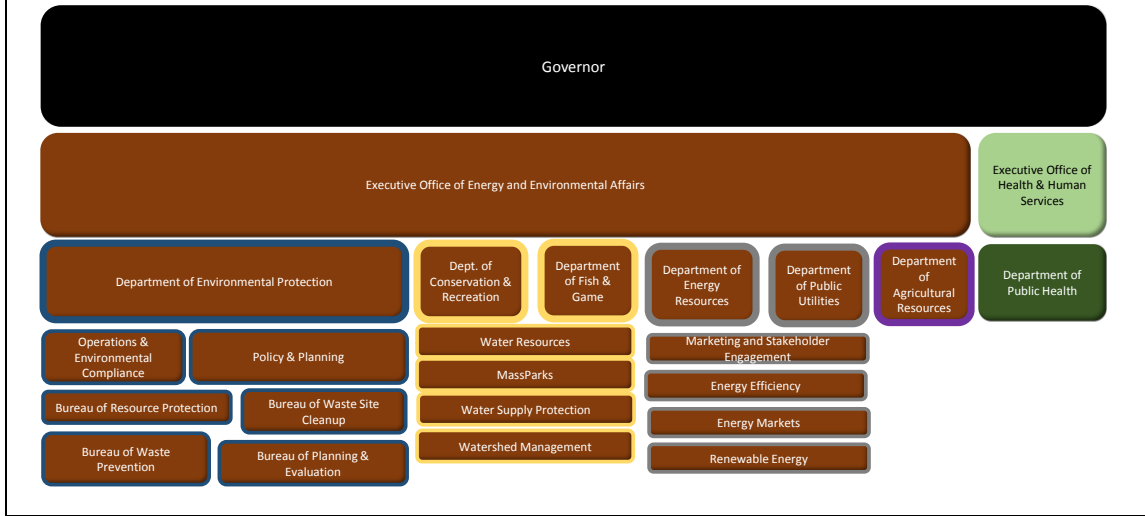 Governor
Executive Office of Energy and Environmental Affairs
Executive Office of
Health & Human
Services
Department of Environmental Protection
Dept. of
Conservation &
Recreation
Department
of Fish &
Game
Department of
Energy
Resources
Department
of Public
Utilities
Department
of
Agricultural
Resources
Department of
Public Health
Operations &
Environmental
Compliance
Policy & Planning
Bureau of Resource Protection
Bureau of Waste Site
Cleanup
Bureau of Waste
Prevention
Bureau of Planning &
Evaluation
Water Resources
MassParks
Water Supply Protection
Watershed Management
Marketing and Stakeholder
Engagement
Energy Efficiency
Energy Markets
Renewable Energy